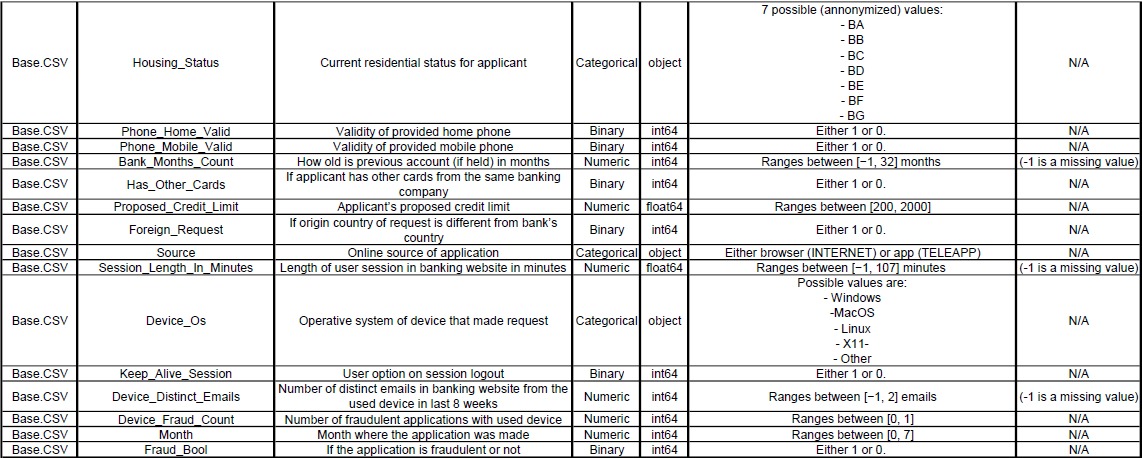 Base.CSV Housing_Status Current residential status for applicant Categorical object 7 possible (annonymized) values: N/A
- BA
- BB
- BC
- BD
- BE
- BF
- BG
Base.CSV Phone_Home_Valid Validity of provided home phone Binary int64 Either 1 or 0. N/A
Base.CSV Phone_Mobile_Valid Validity of provided mobile phone Binary int64 Either 1 or 0. N/A
Base.CSV Bank_Months_Count How old is previous account (if held) in months Numeric int64 Ranges between [−1, 32] months (-1 is a missing value)
Base.CSV Has_Other_Cards If applicant has other cards from the same banking
company Binary int64 Either 1 or 0. N/A
Base.CSV Proposed_Credit_Limit Applicant's proposed credit limit Numeric float64 Ranges between [200, 2000] N/A
Base.CSV Foreign_Request If origin country of request is different from bank's
country Binary int64 Either 1 or 0. N/A
Base.CSV Source Online source of application Categorical object Either browser (INTERNET) or app (TELEAPP) N/A
Base.CSV Session_Length_In_Minutes Length of user session in banking website in minutes Numeric float64 Ranges between [−1, 107] minutes (-1 is a missing value)
Base.CSV Device_Os Operative system of device that made request Categorical object Possible values are: N/A
- Windows
-MacOS
- Linux
- X11-
- Other
Base.CSV Keep_Alive_Session User option on session logout Binary int64 Either 1 or 0. N/A
Base.CSV Device_Distinct_Emails Number of distinct emails in banking website from the
used device in last 8 weeks Numeric int64 Ranges between [−1, 2] emails (-1 is a missing value)
Base.CSV Device_Fraud_Count Number of fraudulent applications with used device Numeric int64 Ranges between [0, 1] N/A
Base.CSV Month Month where the application was made Numeric int64 Ranges between [0, 7] N/A
Base.CSV Fraud_Bool If the application is fraudulent or not Binary int64 Either 1 or 0. N/A